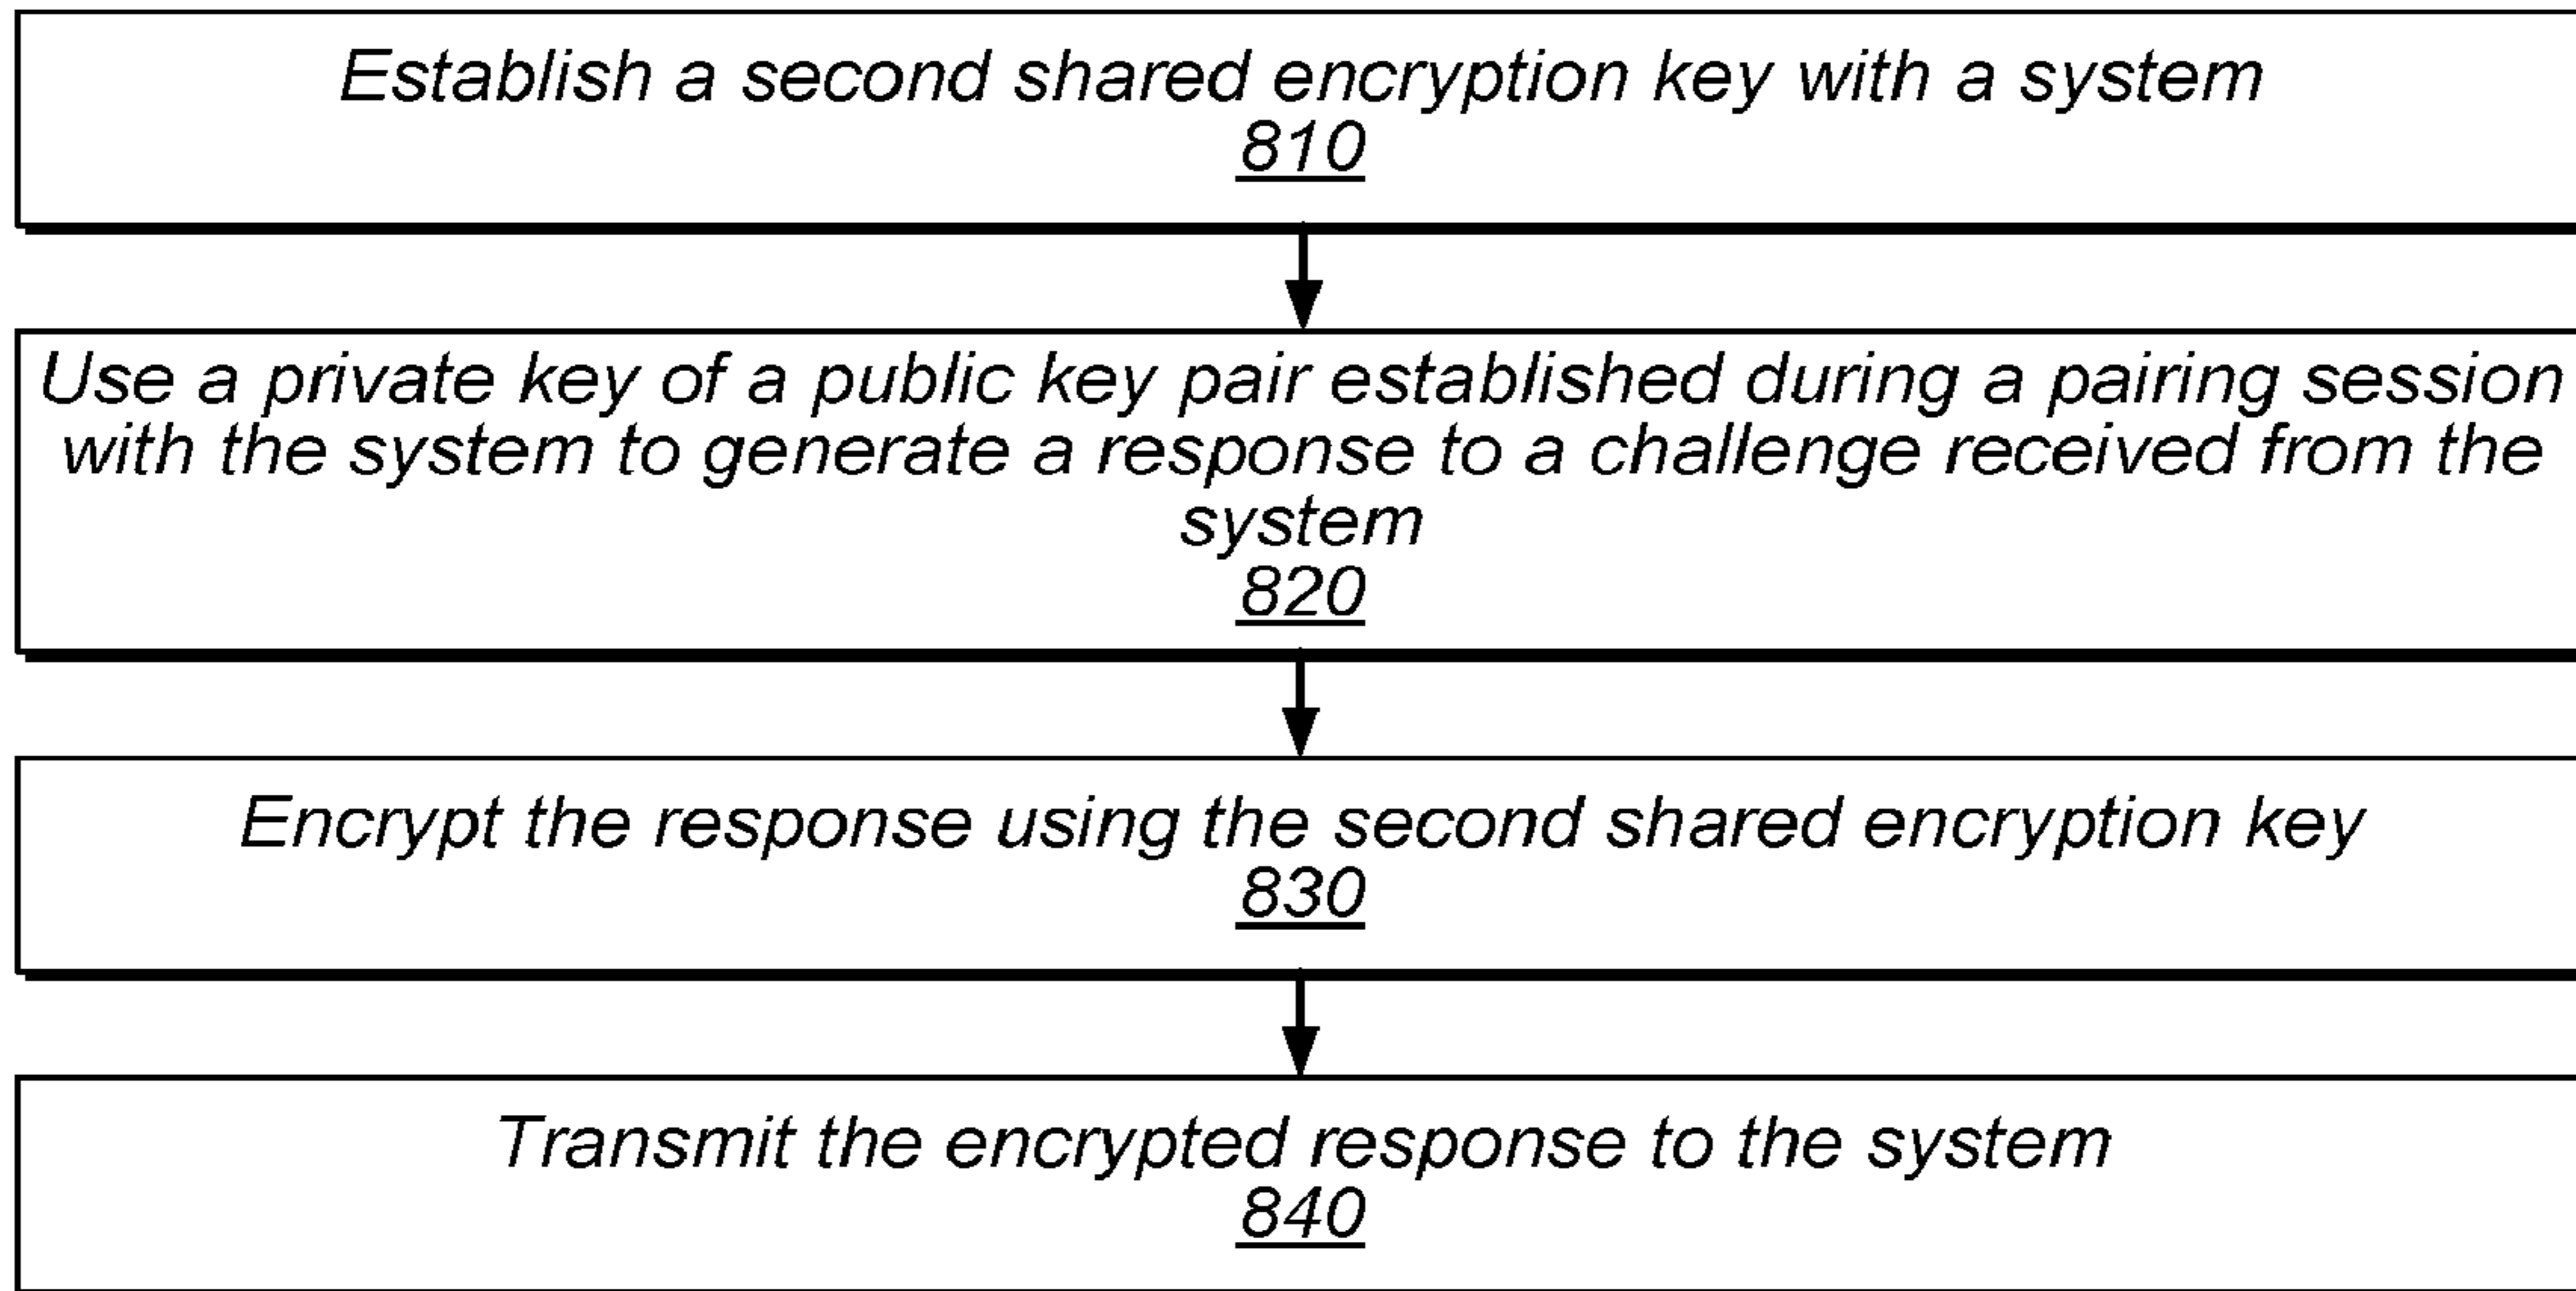 Establish a second shared encryption key with a system
810
Use a private key of a public key pair established during a pairing session
with the system to generate a response to a challenge received from the
system
820
Encrypt the response using the second shared encryption key
830
Transmit the encrypted response to the system
840